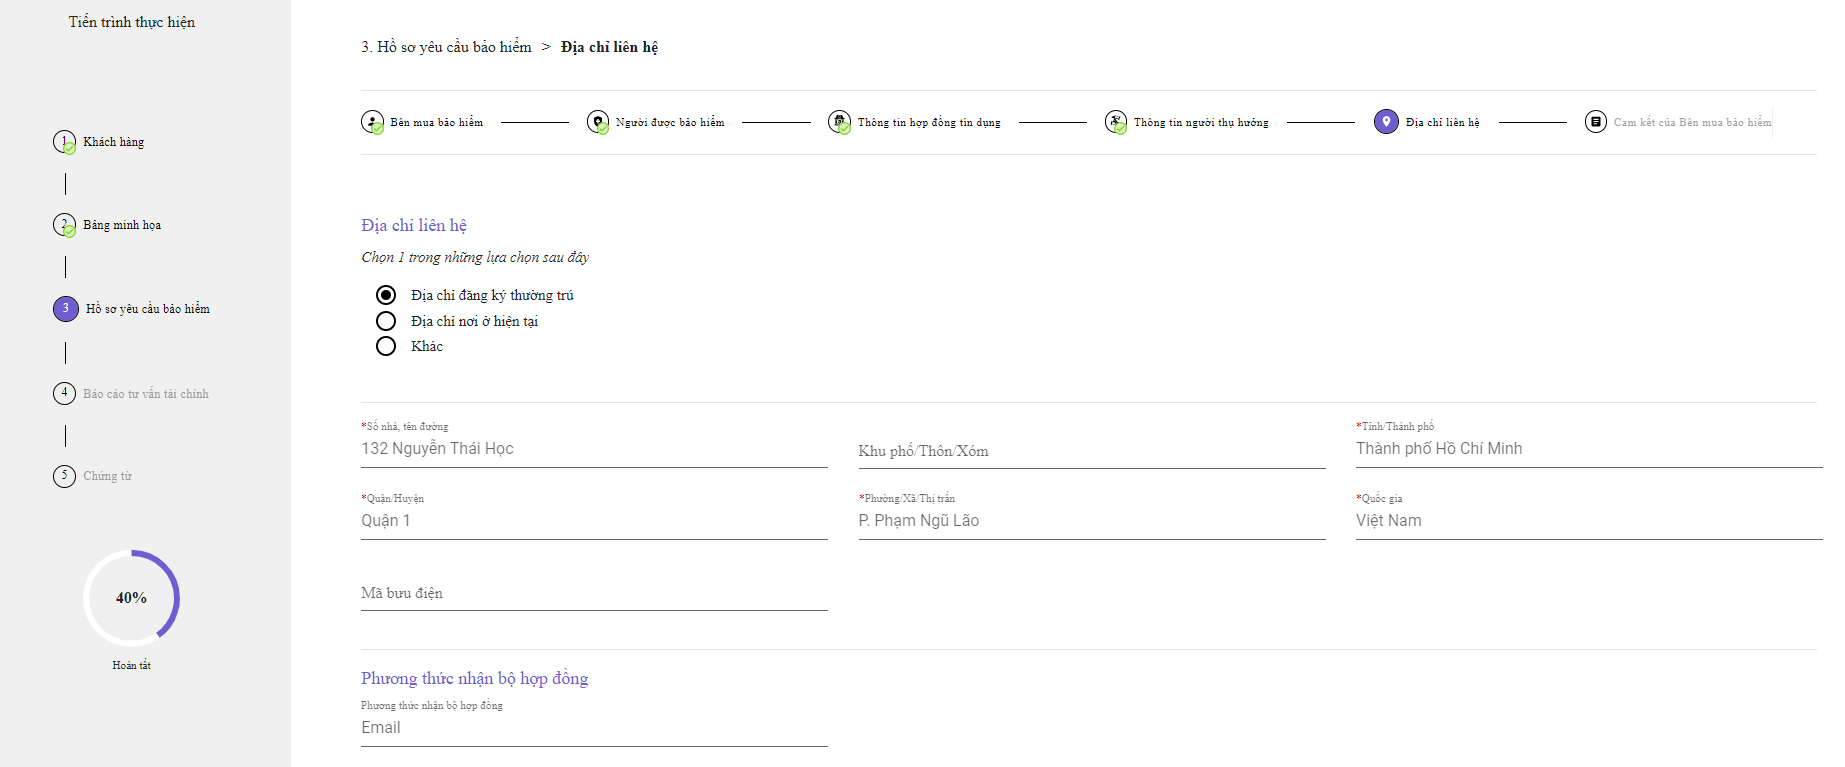 Tiến trình thực hiện
1 Khách hàng
2 Bảng minh họa
3 Hồ sơ yêu cầu bảo hiểm
4 Báo cáo tư vấn tài chính
5 Chứng từ
40%
Hoàn tất
3. Hồ sơ yêu cầu bảo hiểm > Địa chỉ liên hệ
Bên mua bảo hiểm Người được bảo hiểm Thông tin hợp đồng tín dụng Thông tin người thụ hưởng Địa chỉ liên hệ Cam kết của Bên mua bảo hiểm
Địa chỉ liên hệ
Chọn 1 trong những lựa chọn sau đây
Địa chỉ đăng ký thường trú
Địa chỉ nơi ở hiện tại
Khác
*Số nhà, tên đường
132 Nguyễn Thái Học
Khu phố/Thôn/Xóm
*Tỉnh/Thành phố
Thành phố Hồ Chí Minh
*Quận/Huyện
Quận 1
*Phường/Xã/Thị trấn
P. Phạm Ngũ Lão
*Quốc gia
Việt Nam
Mã bưu điện
Phương thức nhận bộ hợp đồng
Phương thức nhận bộ hợp đồng
Email